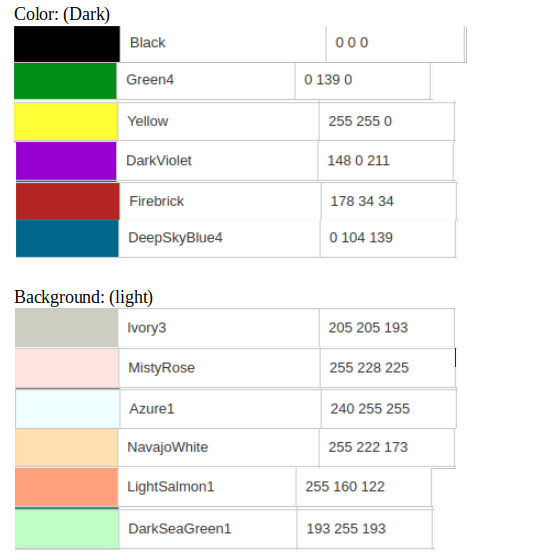 Color: (Dark)
Black 0 0 0
Green4 0 139 0
Yellow 255 255 0
DarkViolet 148 0 211
Firebrick 178 34 34
DeepSkyBlue4 0 104 139
Background: (light)
Ivory3 205 205 193
MistyRose 255 228 225
Azure1 240 255 255
NavajoWhite 255 222 173
LightSalmon1 255 160 122
DarkSeaGreen1 193 255 193